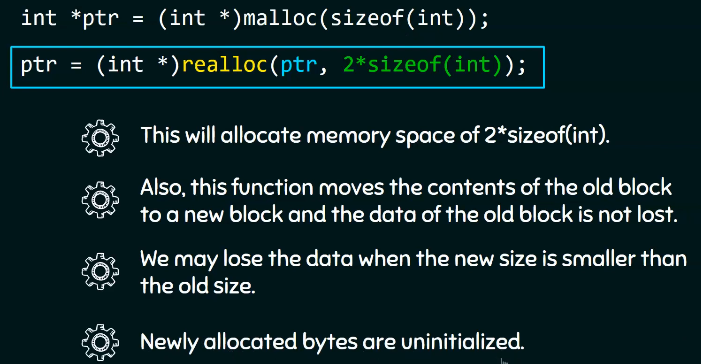 int *ptr = (int *)malloc(sizeof(int));
ptr = (int *)realloc(ptr, 2*sizeof(int));
This will allocate memory space of 2*sizeof(int).
Also, this function moves the contents of the old block
to a new block and the data of the old block is not lost.
We may lose the data when the new size is smaller than
the old size.
Newly allocated bytes are uninitialized.